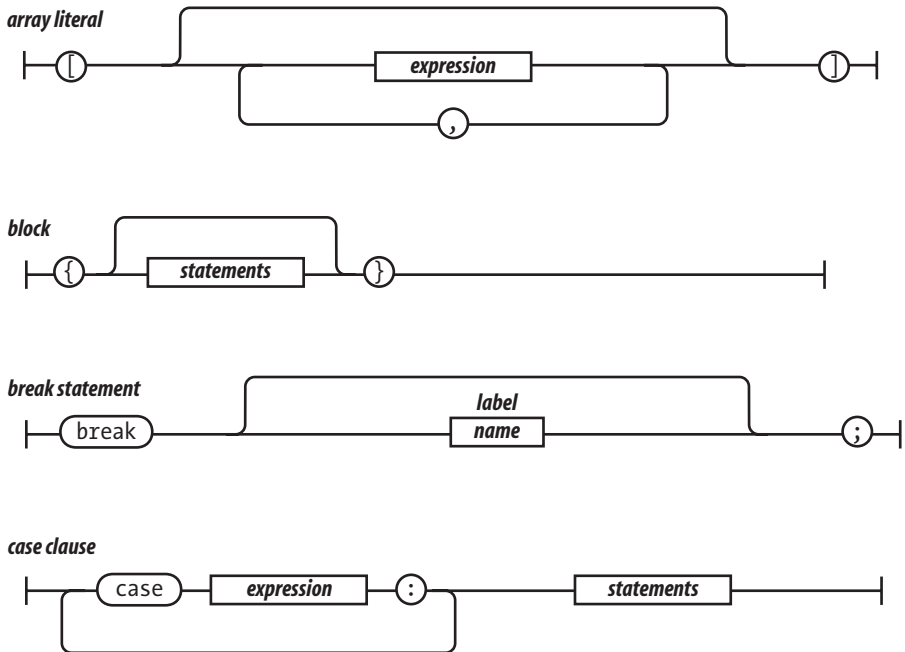 array literal
[ expression ]
,
block
{ statements }
break statement
label
break name ;
case clause
case expression : statements